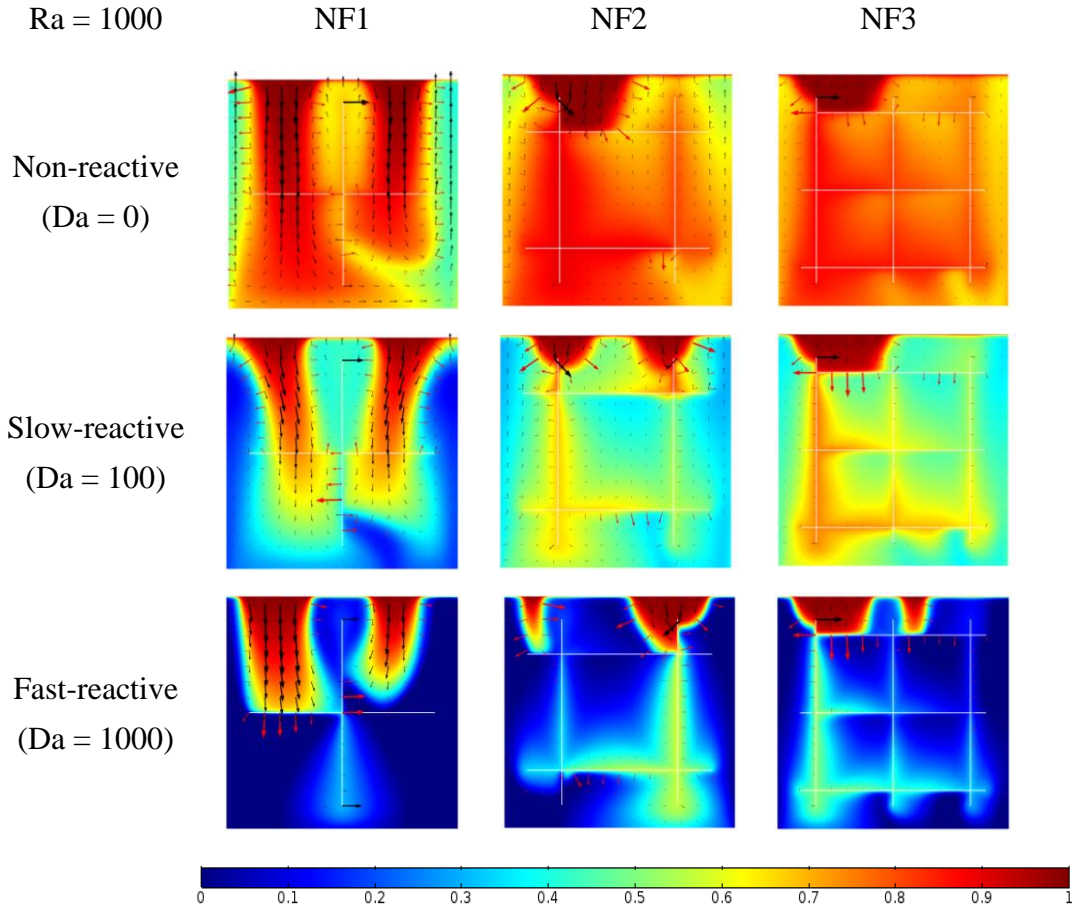 Ra = 1000 NF1 NF2 NF3
Non-reactive
(Da = 0)
Slow-reactive
(Da = 100)
Fast-reactive
(Da = 1000)
0 0.1 0.2 0.3 0.4 0.5 0.6 0.7 0.8 0.9 1